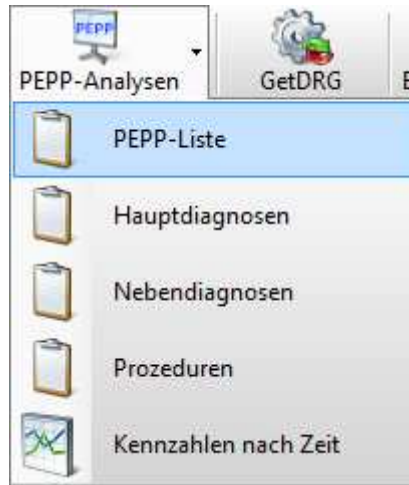 PEPP
PEPP-Analysen
GetDRG
PEPP-Liste
Hauptdiagnosen
Nebendiagnosen
Prozeduren
Kennzahlen nach Zeit